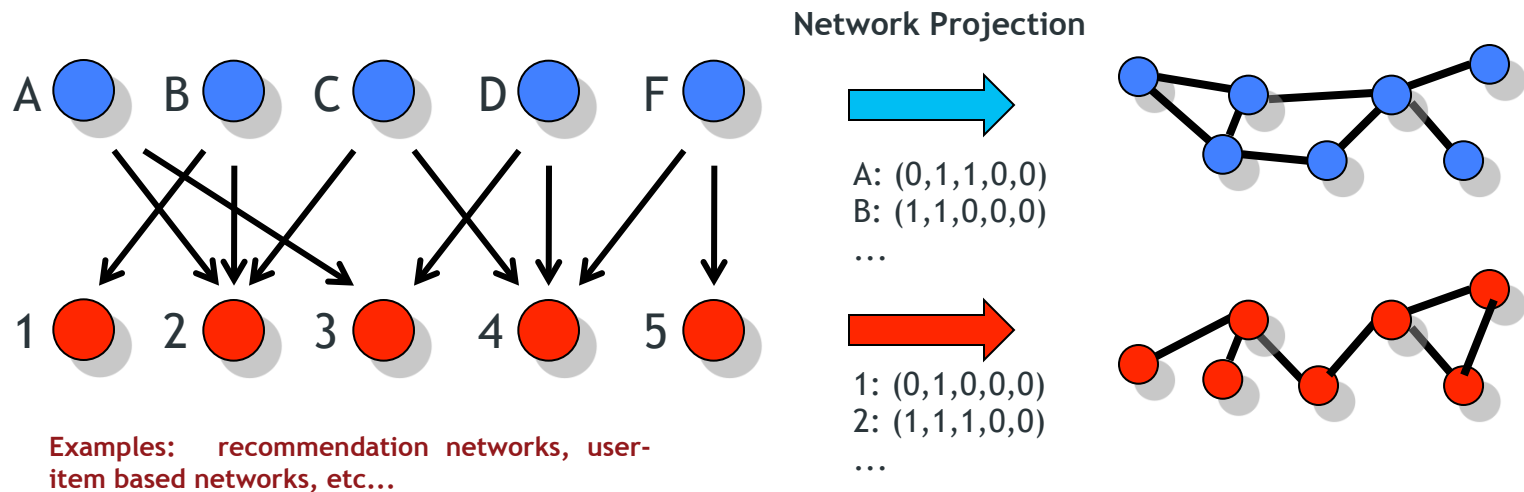 Network Projection
A B C D F
A: (0,1,1,0,0)
B: (1,1,0,0,0)
...
1 2 3 4 5
1: (0,1,0,0,0)
2: (1,1,1,0,0)
...
Examples: recommendation networks, user-
item based networks, etc...